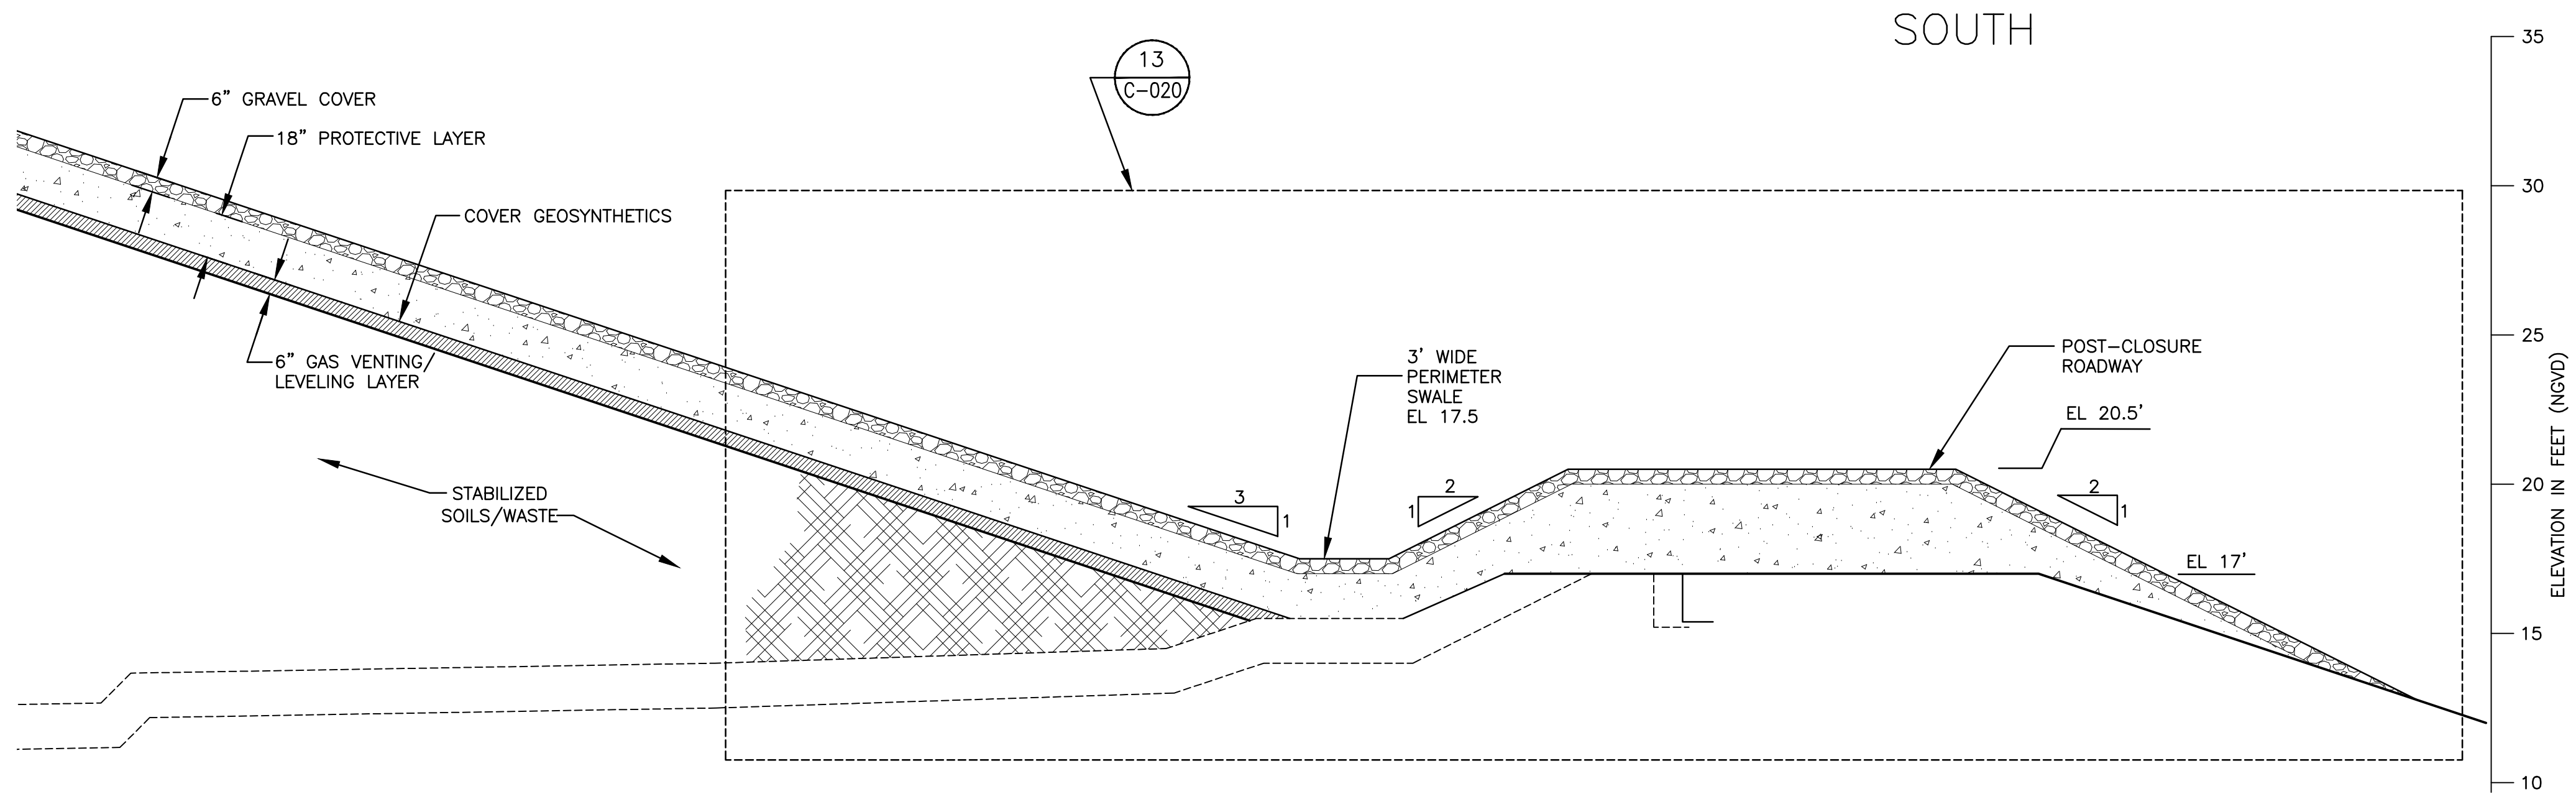 SOUTH
13
C-020
35
6” GRAVEL COVER
18” PROTECTIVE LAYER
30
COVER GEOSYNTHETICS
25
6” GAS VENTING/
LEVELING LAYER
3’ WIDE
PERIMETER
SWALE
EL 17.5
POST-CLOSURE
ROADWAY
EL 20.5’
STABILIZED
SOILS/WASTE
3
1
2
1
2
1
20
EL 17’
ELEVATION IN FEET (NGVD)
15
10